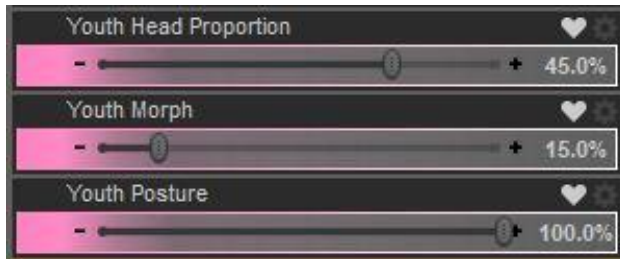 Youth Head Proportion
- + 45.0%
Youth Morph
- + 15.0%
Youth Posture
- + 100.0%